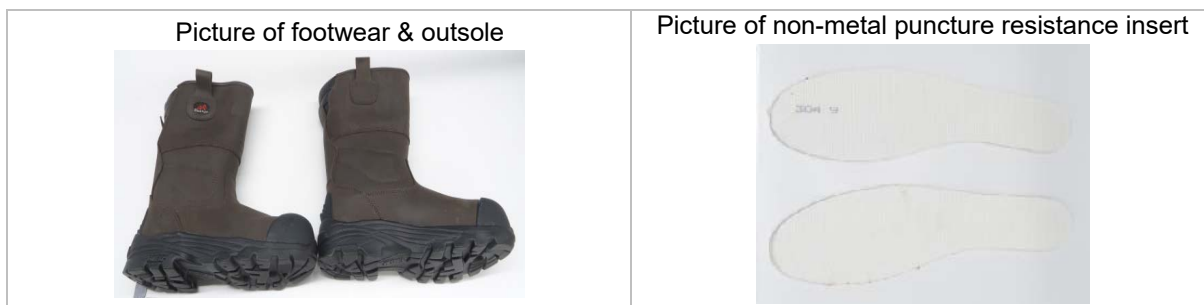 Picture of footwear & outsole
Picture of non-metal puncture resistance insert